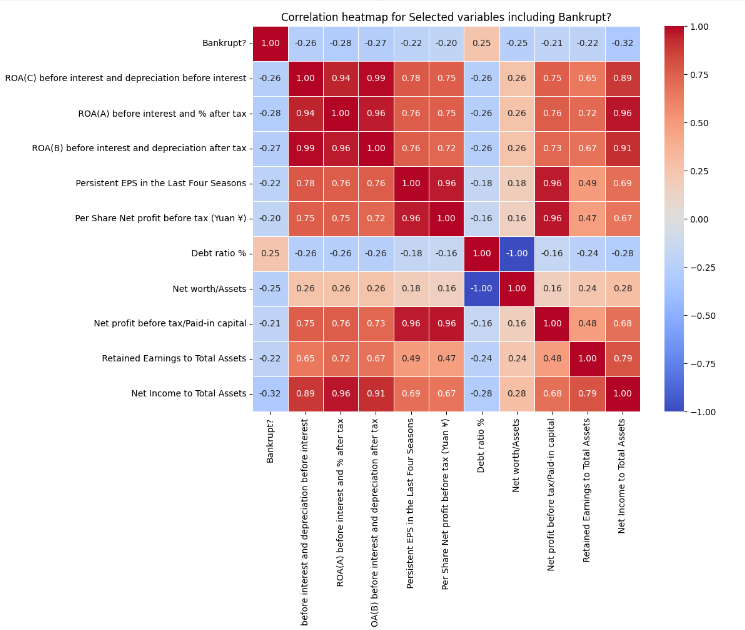 Correlation heatmap for Selected variables including Bankrupt?
Bankrupt? 1.00 -0.26 -0.28 -0.27 -0.22 -0.20 0.25 -0.25 -0.21 -0.22 -0.32
ROA(C) before interest and depreciation before interest -0.26 1.00 0.94 0.99 0.78 0.75 -0.26 0.26 0.75 0.65 0.89
ROA(A) before interest and % after tax -0.28 0.94 1.00 0.96 0.76 0.75 -0.26 0.26 0.76 0.72 0.96
ROA(B) before interest and depreciation after tax -0.27 0.99 0.96 1.00 0.76 0.72 -0.26 0.26 0.73 0.67 0.91
Persistent EPS in the Last Four Seasons -0.22 0.78 0.76 0.76 1.00 0.96 -0.18 0.18 0.96 0.49 0.69
Per Share Net profit before tax (Yuan ¥) -0.20 0.75 0.75 0.72 0.96 1.00 -0.16 0.16 0.96 0.47 0.67
Debt ratio % 0.25 -0.26 -0.26 -0.26 -0.18 -0.16 1.00 -1.00 -0.16 -0.24 -0.28
Net worth/Assets -0.25 0.26 0.26 0.26 0.18 0.16 -1.00 1.00 0.16 0.24 0.28
Net profit before tax/Paid-in capital -0.21 0.75 0.76 0.73 0.96 0.96 -0.16 0.16 1.00 0.48 0.68
Retained Earnings to Total Assets -0.22 0.65 0.72 0.67 0.49 0.47 -0.24 0.24 0.48 1.00 0.79
Net Income to Total Assets -0.32 0.89 0.96 0.91 0.69 0.67 -0.28 0.28 0.68 0.79 1.00
Bankrupt?
before interest and depreciation before interest
ROA(A) before interest and % after tax
OA(B) before interest and depreciation after tax
Persistent EPS in the Last Four Seasons
Per Share Net profit before tax (Yuan ¥)
Debt ratio %
Net worth/Assets
Net profit before tax/Paid-in capital
Retained Earnings to Total Assets
Net Income to Total Assets
1.00
0.75
0.50
0.25
0.00
−0.25
−0.50
−0.75
−1.00